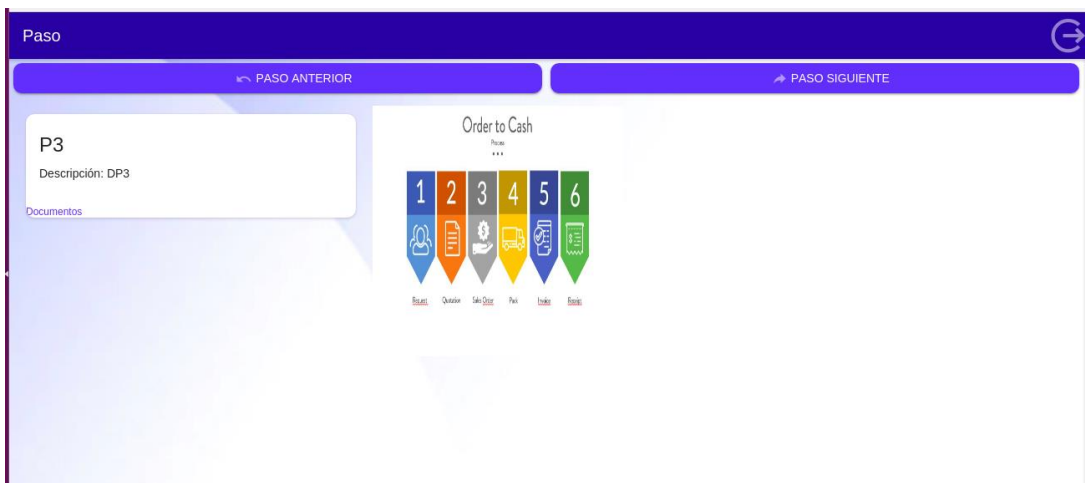 Paso
PASO ANTERIOR
PASO SIGUIENTE
P3
Descripción: DP3
Documentos
Order to Cash
Process
1 2 3 4 5 6
Request Quotation Sales Order Pack Invoice Receipt